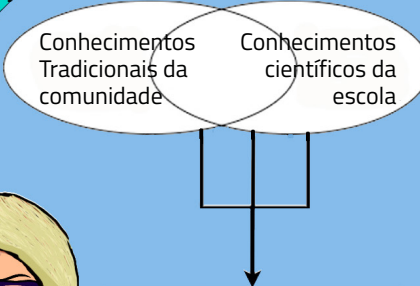 Conhecimentos
Tradicionais da
comunidade
Conhecimentos
científicos da
escola